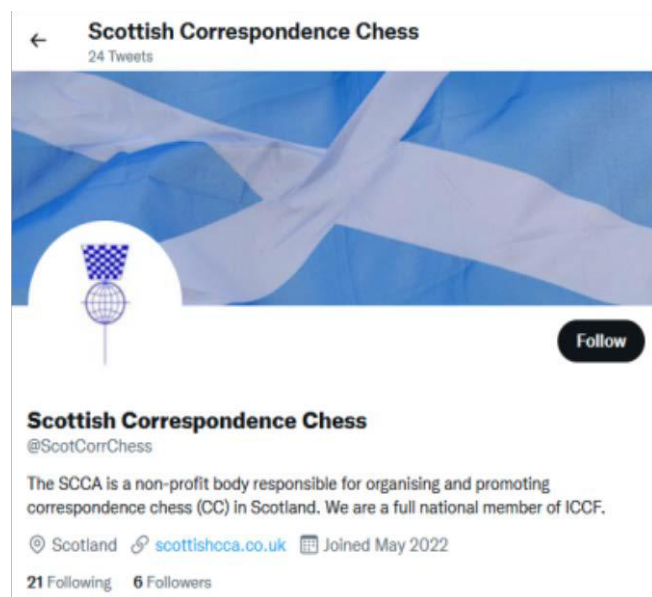 Scottish Correspondence Chess
24 Tweets
Follow
Scottish Correspondence Chess
@ScotCorrChess
The SCCA is a non-profit body responsible for organising and promoting
correspondence chess (CC) in Scotland. We are a full national member of ICCF.
Scotland scottishcca.co.uk Joined May 2022
21 Following 6 Followers